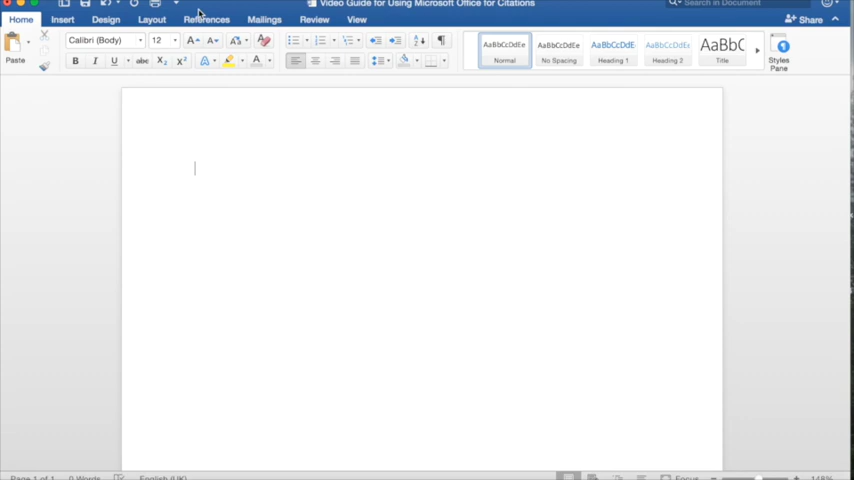 Video Guide for Using Microsoft Office for Citations
Search in Document
Home Insert Design Layout References Mailings Review View Share
Paste
Calibri (Body) 12
AaBbCcDdEe AaBbCcDdEe AaBbCcDdE AaBbCcDdEe AaBbC
Normal No Spacing Heading 1 Heading 2 Title
Styles
Pane
B I U abc X₂ X² A A
Page 1 of 1 0 Words English (UK) Focus 148%